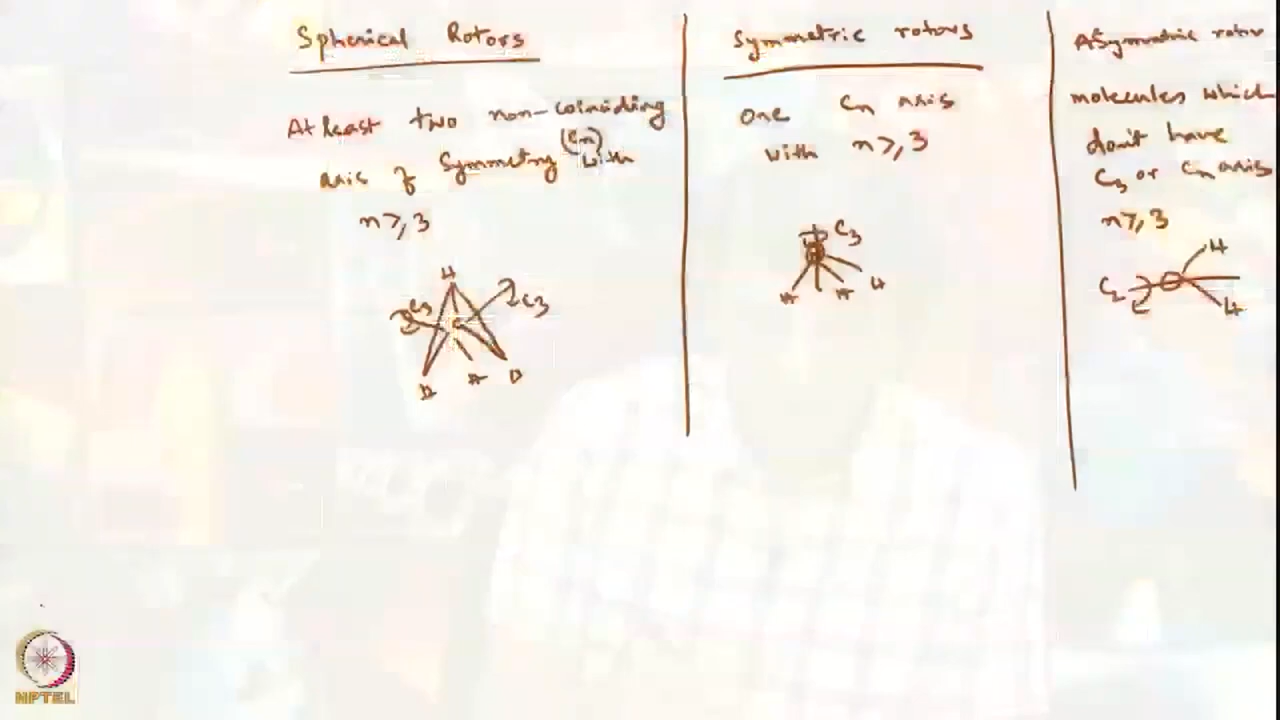 Spherical Rotors
At least two non-coinciding
axis of symmetry (Cn) with
n ≥, 3
H
C3
C3
C
H
H
H
Symmetric rotors
One Cn axis
with n ≥, 3
C3
H
H
H
ASymmetric rotor
molecules which
don't have
C3 or Cn axis
n ≥, 3
H
C2
H
NPTEL